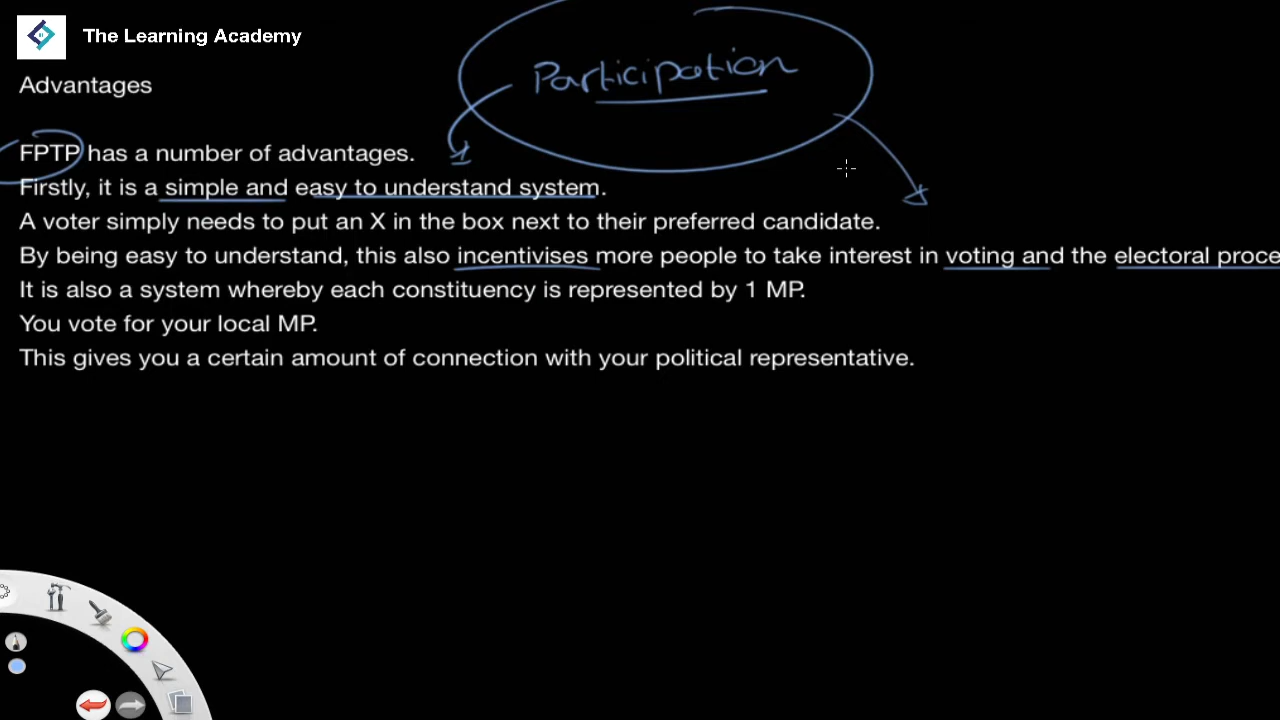 The Learning Academy
Participation
Advantages
FPTP has a number of advantages.
Firstly, it is a simple and easy to understand system.
A voter simply needs to put an X in the box next to their preferred candidate.
By being easy to understand, this also incentivises more people to take interest in voting and the electoral proce
It is also a system whereby each constituency is represented by 1 MP.
You vote for your local MP.
This gives you a certain amount of connection with your political representative.